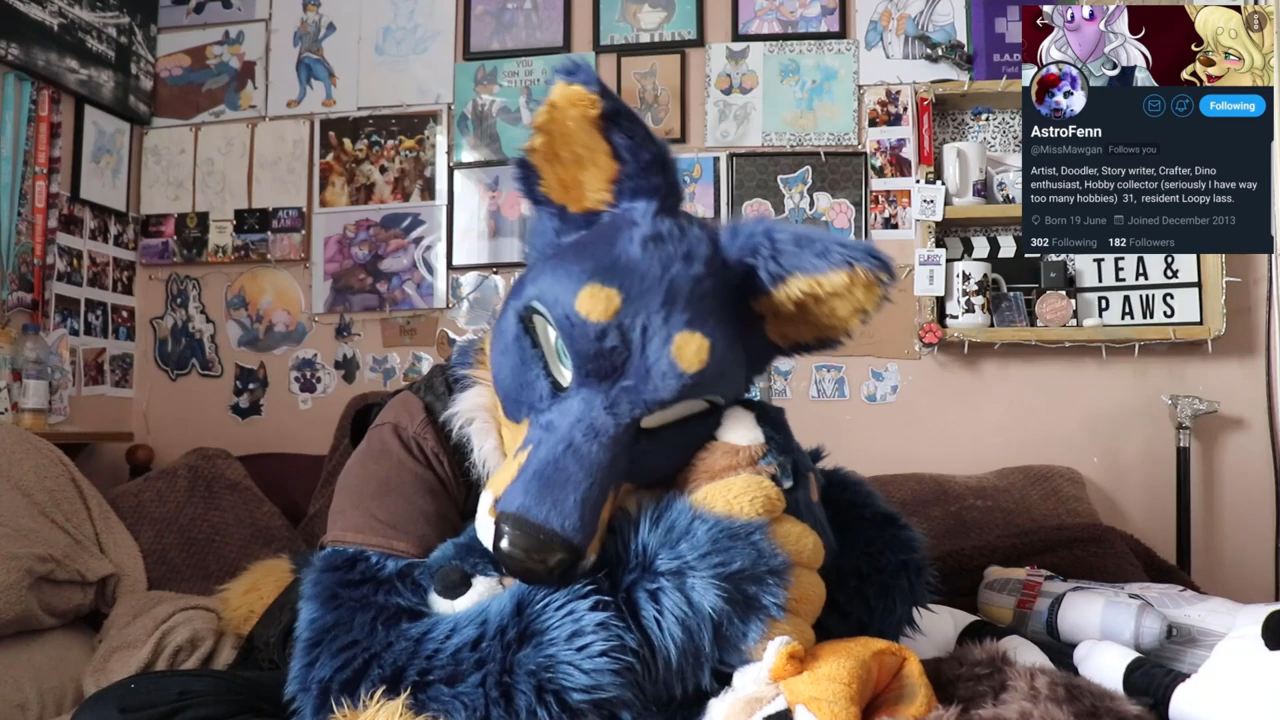 YOU
SON OF A
BITCH!
B.A.D
Field
AstroFenn
@MissMawgan Follows you
Following
Artist, Doodler, Story writer, Crafter, Dino
enthusiast, Hobby collector (seriously I have way
too many hobbies) 31, resident Loopy lass.
Born 19 June Joined December 2013
302 Following 182 Followers
FURRY
TEA &
PAWS